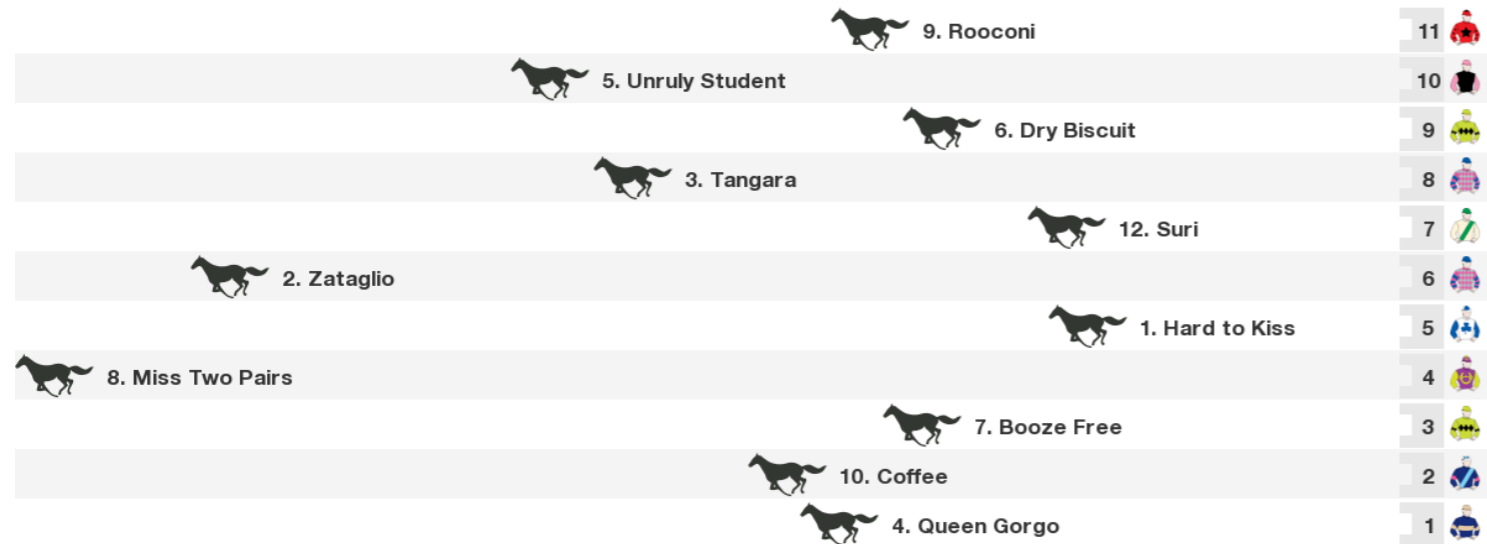 9. Rooconi 11
5. Unruly Student 10
6. Dry Biscuit 9
3. Tangara 8
12. Suri 7
2. Zataglio 6
1. Hard to Kiss 5
8. Miss Two Pairs 4
7. Booze Free 3
10. Coffee 2
4. Queen Gorgo 1